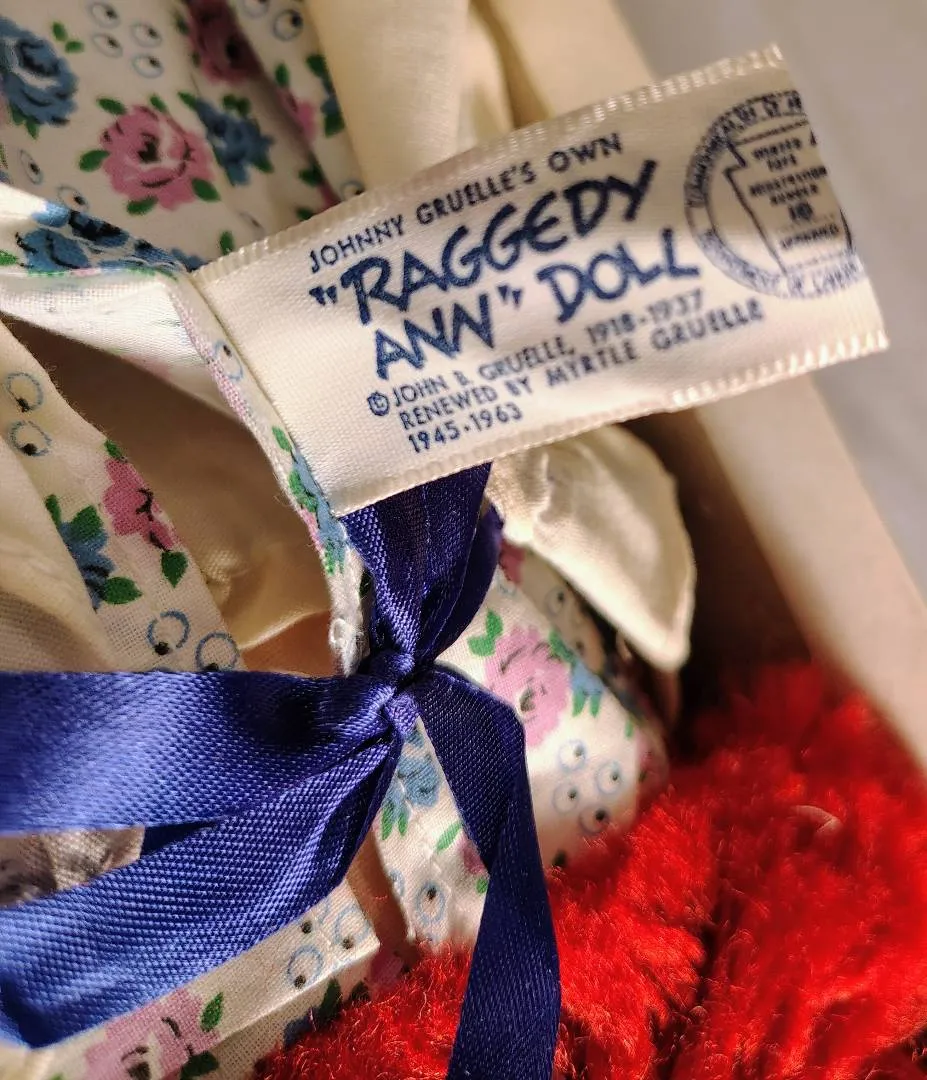 JOHNNY GRUELLE'S OWN
"RAGGEDY
ANN" DOLL
© JOHN B. GRUELLE, 1918-1937
RENEWED BY MYRTLE GRUELLE
1945-1963